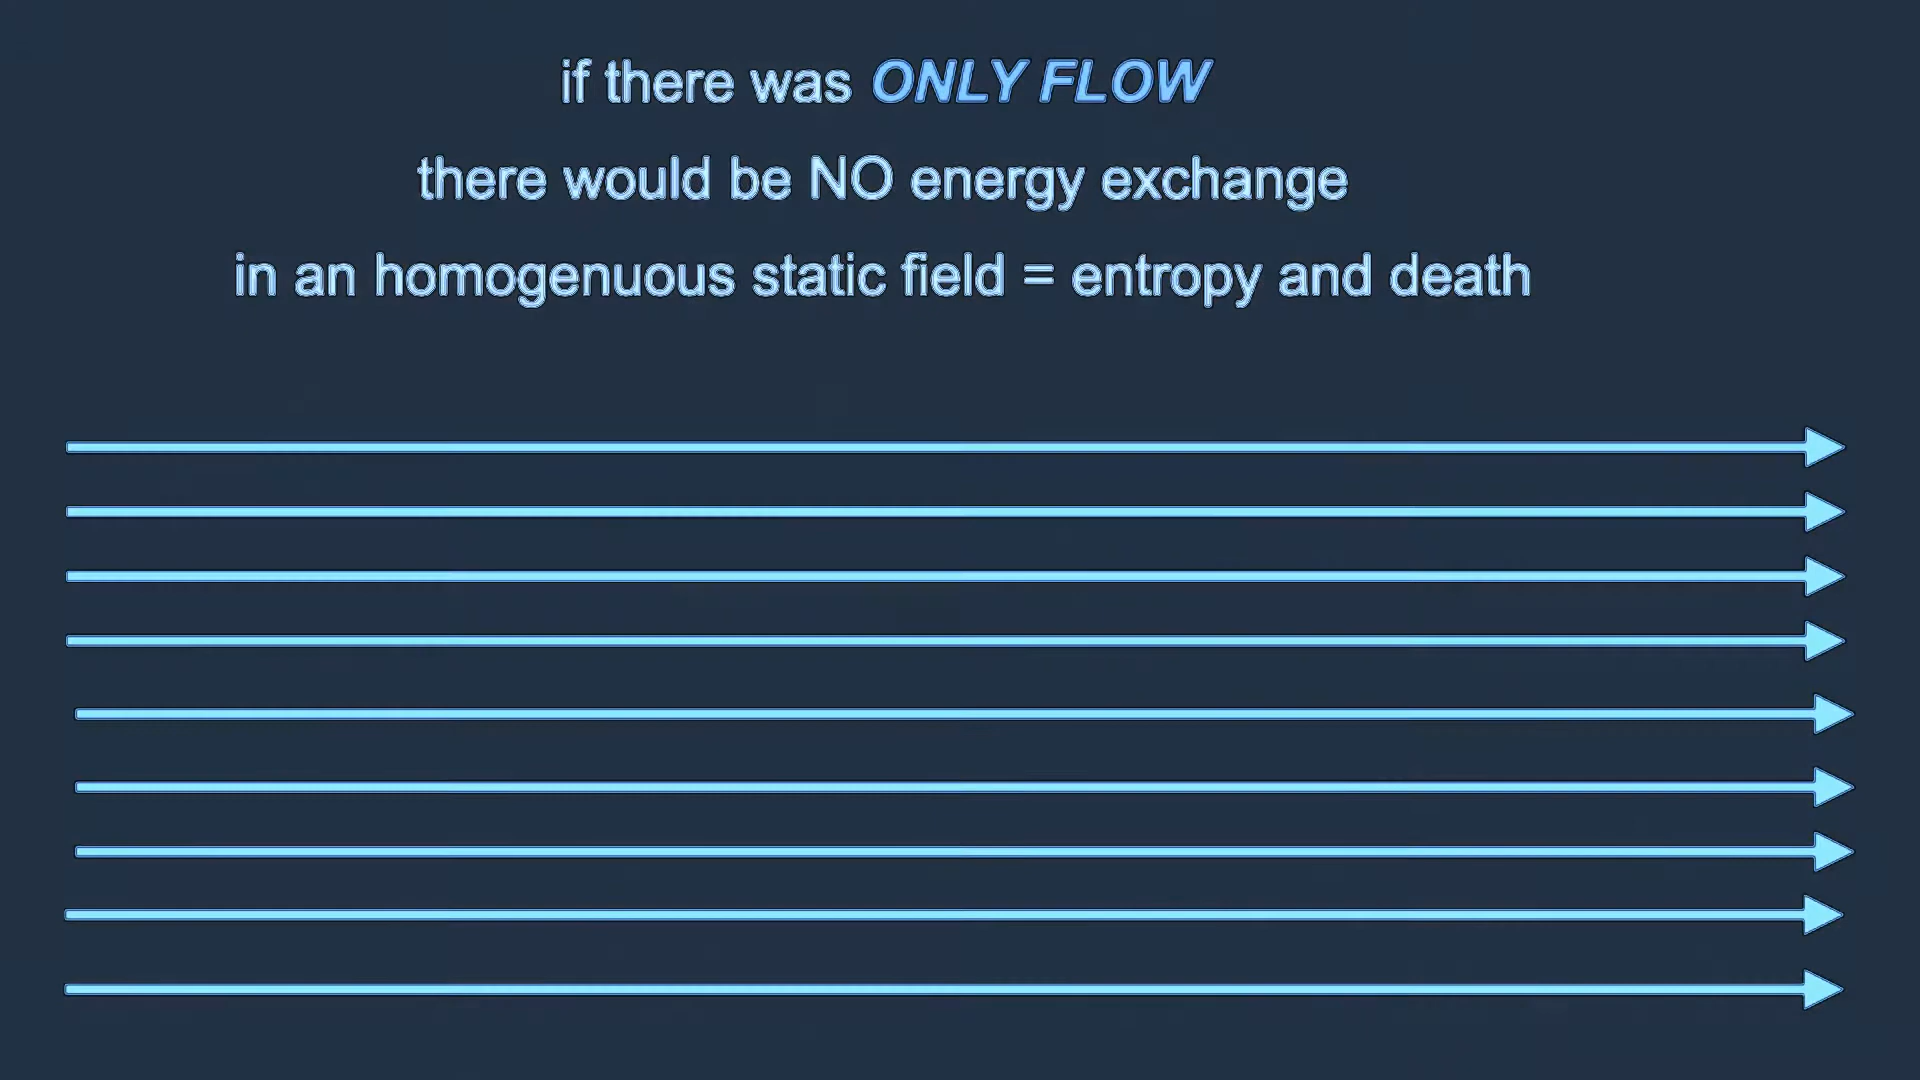 if there was ONLY FLOW
there would be NO energy exchange
in an homogenuous static field = entropy and death